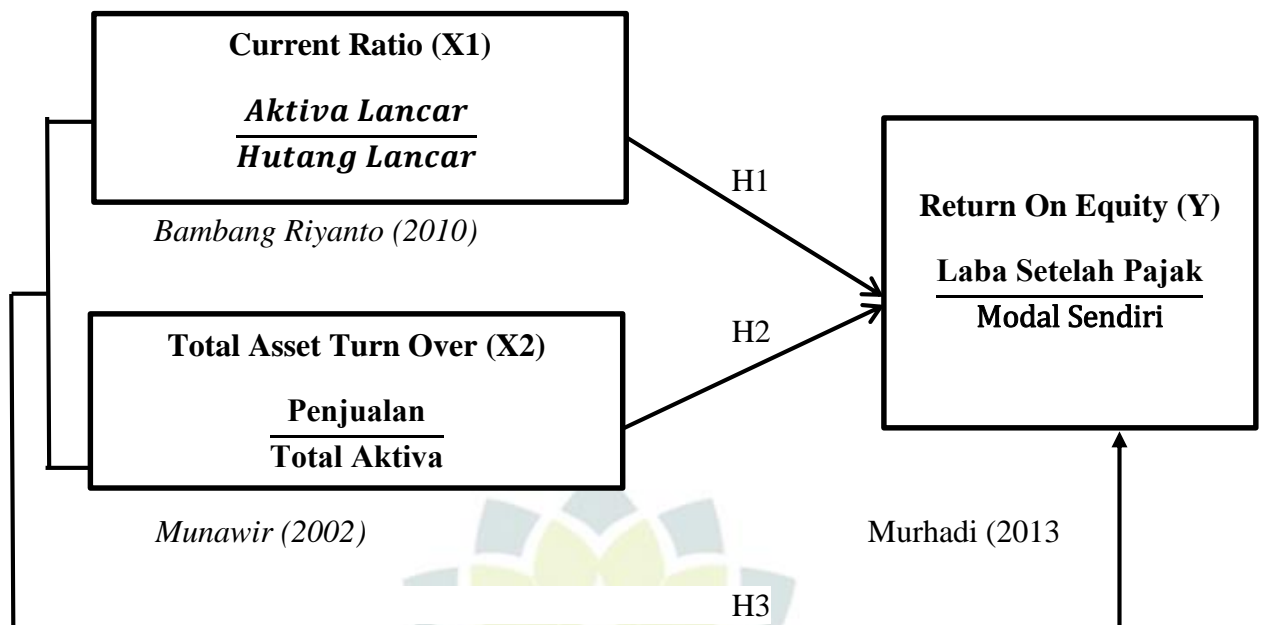 Current Ratio (X1)
Aktiva Lancar
Hutang Lancar
Bambang Riyanto (2010)
H1
Return On Equity (Y)
Laba Setelah Pajak
Modal Sendiri
H2
Total Asset Turn Over (X2)
Penjualan
Total Aktiva
Munawir (2002)
Murhadi (2013
H3